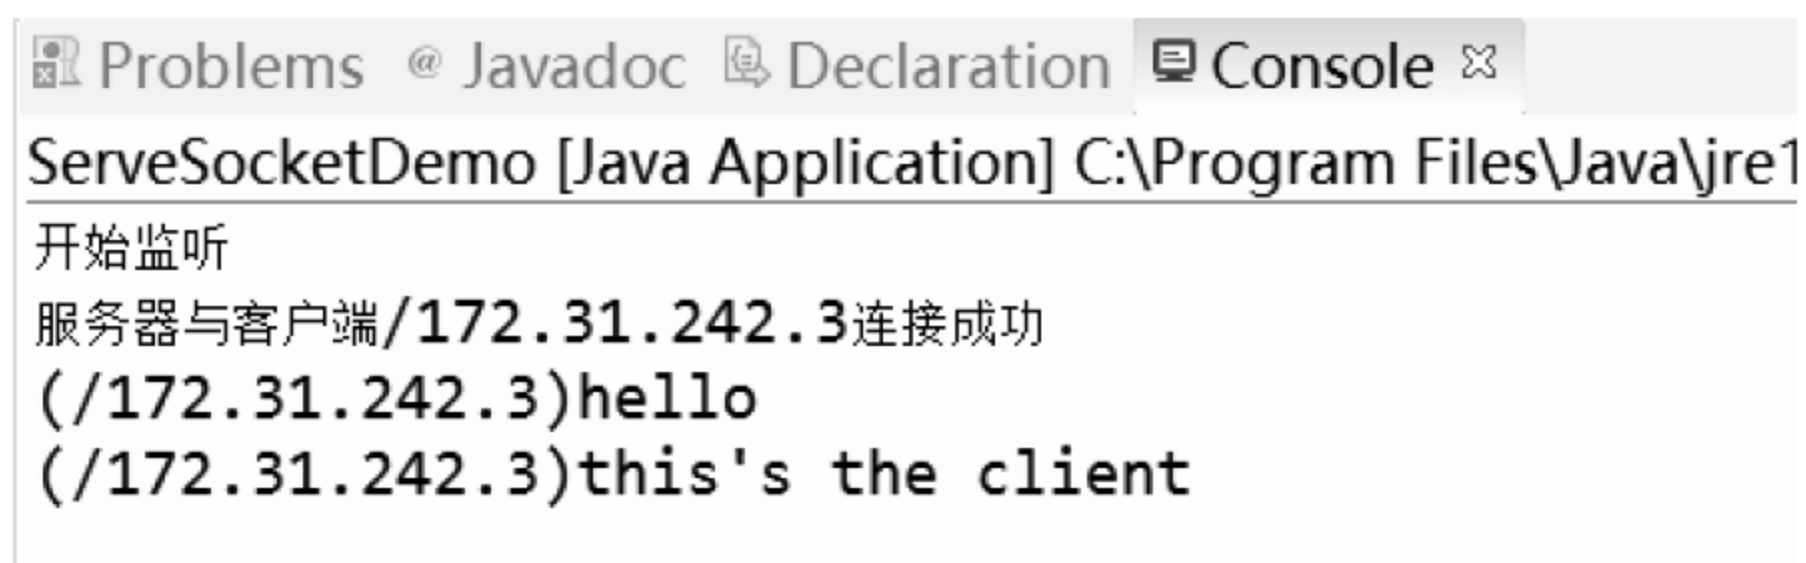 Problems @ Javadoc Declaration Console
ServeSocketDemo [Java Application] C:\Program Files\Java\jre1
开始监听
服务器与客户端/172.31.242.3连接成功
(/172.31.242.3)hello
(/172.31.242.3)this's the client